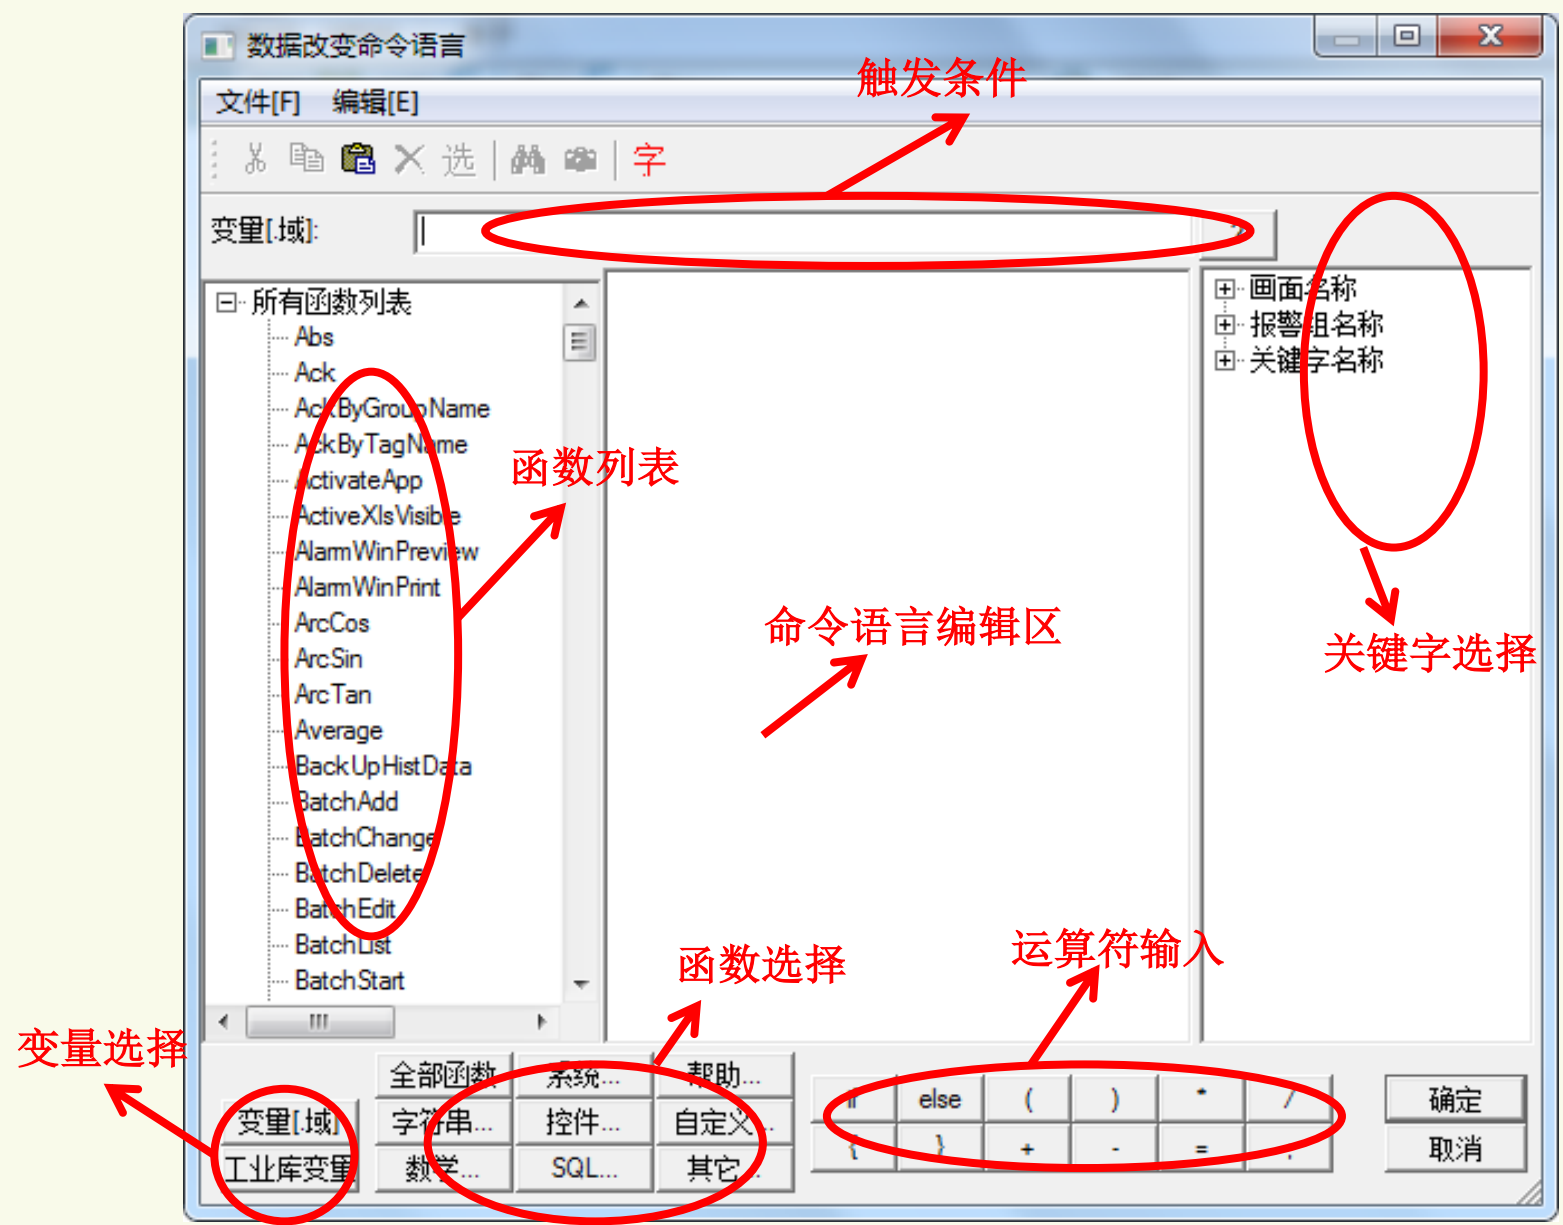 数据改变命令语言
触发条件
文件[F] 编辑[E]
选 字
变量[.域]: ?
所有函数列表
Abs
Ack
AckByGroupName
AckByTagName
ActivateApp
ActiveXlsVisible
AlarmWinPreview
AlarmWinPrint
ArcCos
ArcSin
ArcTan
Average
BackUpHistData
BatchAdd
BatchChange
BatchDelete
BatchEdit
BatchList
BatchStart
函数列表
命令语言编辑区
画面名称
报警组名称
关键字名称
关键字选择
函数选择
运算符输入
变量选择
变量[.域]
工业库变量
全部函数 系统... 帮助...
字符串... 控件... 自定义...
数学... SQL... 其它...
if else ( ) * /
{ } + - = ;
确定
取消